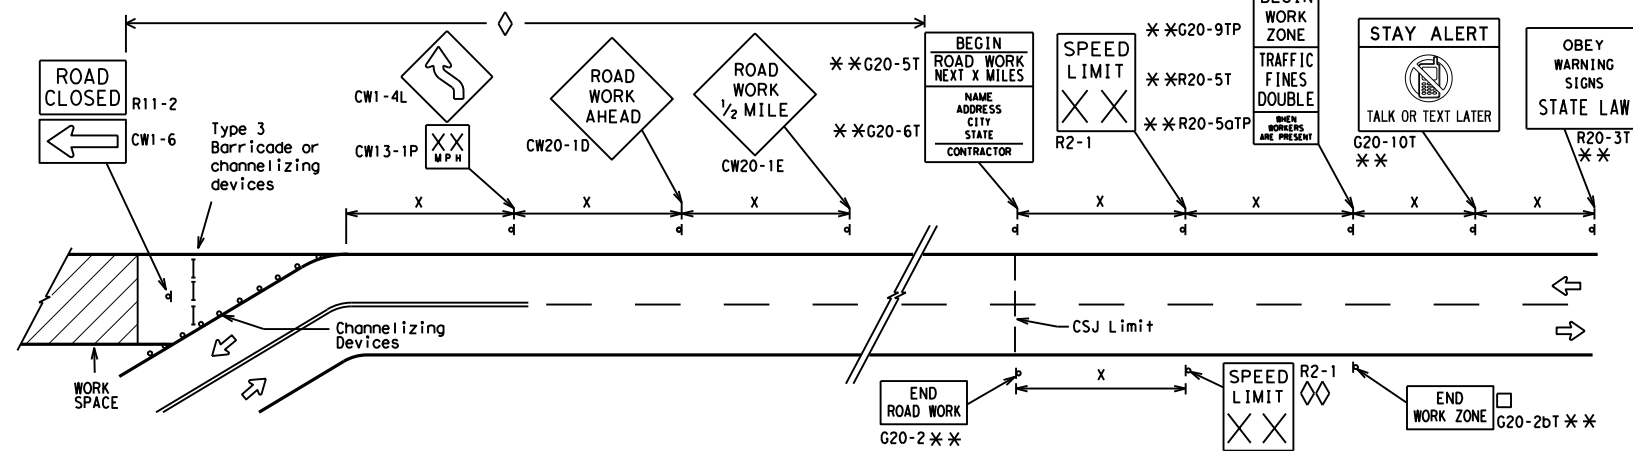 ROAD
CLOSED
R11-2
CW1-6
Type 3
Barricade or
channelizing
devices
CW1-4L
XX
MPH
CW13-1P
ROAD
WORK
AHEAD
CW20-1D
ROAD
WORK
1/2 MILE
CW20-1E
**G20-5T
BEGIN
ROAD WORK
NEXT X MILES
**G20-6T
NAME
ADDRESS
CITY
STATE
CONTRACTOR
SPEED
LIMIT
XX
R2-1
**G20-9TP
BEGIN
WORK
ZONE
**R20-5T
TRAFFIC
FINES
DOUBLE
**R20-5aTP
WHEN
WORKERS
ARE PRESENT
STAY ALERT
TALK OR TEXT LATER
G20-10T
**
OBEY
WARNING
SIGNS
STATE LAW
R20-3T
**
X
X
X
X
X
X
X
Channelizing
Devices
CSJ Limit
WORK
SPACE
END
ROAD WORK
G20-2**
X
SPEED
LIMIT
XX
R2-1
END
WORK ZONE
G20-2bT **